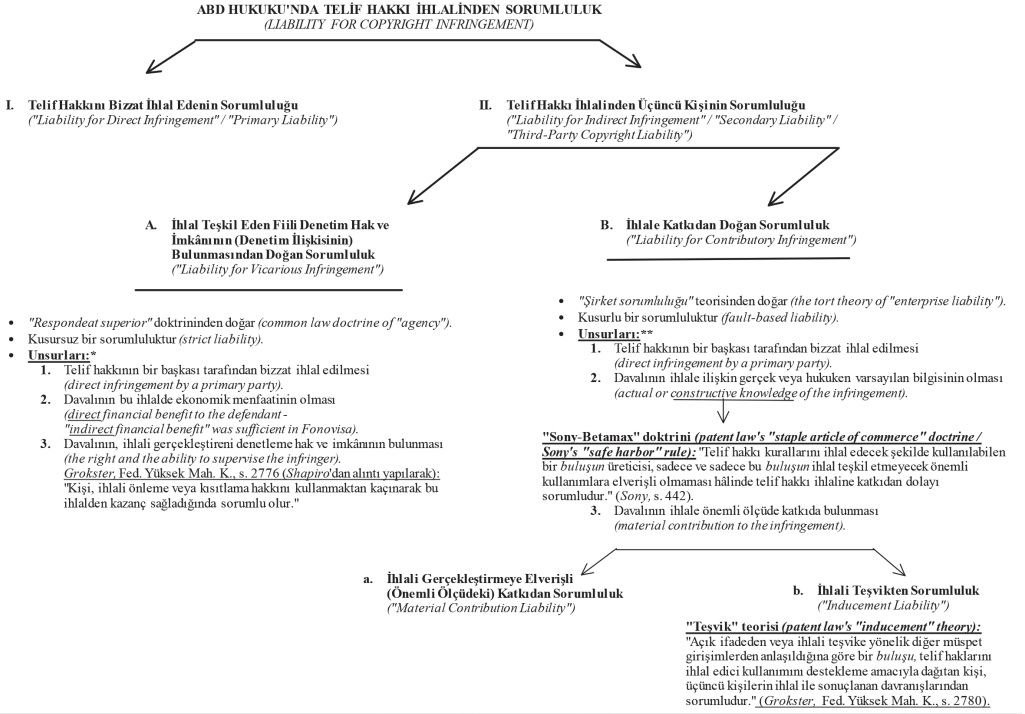 ABD HUKUKU'NDA TELİF HAKKI İHLALİNDEN SORUMLULUK
(LIABILITY FOR COPYRIGHT INFRINGEMENT)
I. Telif Hakkını Bizzat İhlal Edenin Sorumluluğu
("Liability for Direct Infringement" / "Primary Liability")
II. Telif Hakkı İhlalinden Üçüncü Kişinin Sorumluluğu
("Liability for Indirect Infringement" / "Secondary Liability" /
"Third-Party Copyright Liability")
A. İhlal Teşkil Eden Fiili Denetim Hak ve
İmkânının (Denetim İlişkisinin)
Bulunmasından Doğan Sorumluluk
("Liability for Vicarious Infringement")
• "Respondeat superior" doktrininden doğar (common law doctrine of "agency").
• Kusursuz bir sorumluluktur (strict liability).
• Unsurları:*
1. Telif hakkının bir başkası tarafından bizzat ihlal edilmesi
(direct infringement by a primary party).
2. Davalının bu ihlalde ekonomik menfaatinin olması
(direct financial benefit to the defendant -
"indirect financial benefit" was sufficient in Fonovisa).
3. Davalının, ihlali gerçekleştireni denetleme hak ve imkânının bulunması
(the right and the ability to supervise the infringer).
Grokster, Fed. Yüksek Mah. K., s. 2776 (Shapiro'dan alıntı yapılarak):
"Kişi, ihlali önleme veya kısıtlama hakkını kullanmaktan kaçınarak bu
ihlalden kazanç sağladığında sorumlu olur."
B. İhlale Katkıdan Doğan Sorumluluk
("Liability for Contributory Infringement")
• "Şirket sorumluluğu" teorisinden doğar (the tort theory of "enterprise liability").
• Kusurlu bir sorumluluktur (fault-based liability).
• Unsurları:**
1. Telif hakkının bir başkası tarafından bizzat ihlal edilmesi
(direct infringement by a primary party).
2. Davalının ihlale ilişkin gerçek veya hukuken varsayılan bilgisinin olması
(actual or constructive knowledge of the infringement).
"Sony-Betamax" doktrini (patent law's "staple article of commerce" doctrine /
Sony's "safe harbor" rule): "Telif hakkı kurallarını ihlal edecek şekilde kullanılabilen
bir buluşun üreticisi, sadece ve sadece bu buluşun ihlal teşkil etmeyecek önemli
kullanımlara elverişli olmaması hâlinde telif hakkı ihlaline katkıdan dolayı
sorumludur." (Sony, s. 442).
3. Davalının ihlale önemli ölçüde katkıda bulunması
(material contribution to the infringement).
a. İhlali Gerçekleştirmeye Elverişli
(Önemli Ölçüdeki) Katkıdan Sorumluluk
("Material Contribution Liability")
b. İhlali Teşvikten Sorumluluk
("Inducement Liability")
"Teşvik" teorisi (patent law's "inducement" theory):
"Açık ifadeden veya ihlali teşvike yönelik diğer müspet
girişimlerden anlaşıldığına göre bir buluşu, telif haklarını
ihlal edici kullanımını destekleme amacıyla dağıtan kişi,
üçüncü kişilerin ihlal ile sonuçlanan davranışlarından
sorumludur." (Grokster, Fed. Yüksek Mah. K., s. 2780).